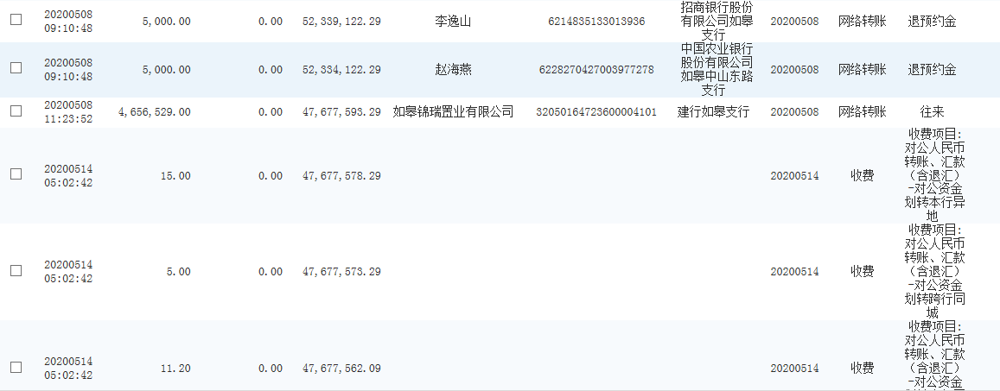 招商银行股份
20200508 5,000.00 0.00 52,339,122.29 李逸山 6214835133013936 有限公司如皋 20200508 网络转账 退预约金
09:10:48 支行
中国农业银行
20200508 5,000.00 0.00 52,334,122.29 赵海燕 6228270427003977278 股份有限公司 20200508 网络转账 退预约金
09:10:48 如皋中山东路
支行
20200508 4,656,529.00 0.00 47,677,593.29 如皋锦瑞置业有限公司 32050164723600004101 建行如皋支行 20200508 网络转账 往来
11:23:52
收费项目:
对公人民币
转账、汇款
20200514 15.00 0.00 47,677,578.29 20200514 收费 （含退汇）
05:02:42 -对公资金
划转本行异
地
收费项目:
对公人民币
转账、汇款
20200514 5.00 0.00 47,677,573.29 20200514 收费 （含退汇）
05:02:42 -对公资金
划转跨行同
城
收费项目:
对公人民币
转账、汇款
20200514 11.20 0.00 47,677,562.09 20200514 收费 （含退汇）
05:02:42 -对公资金